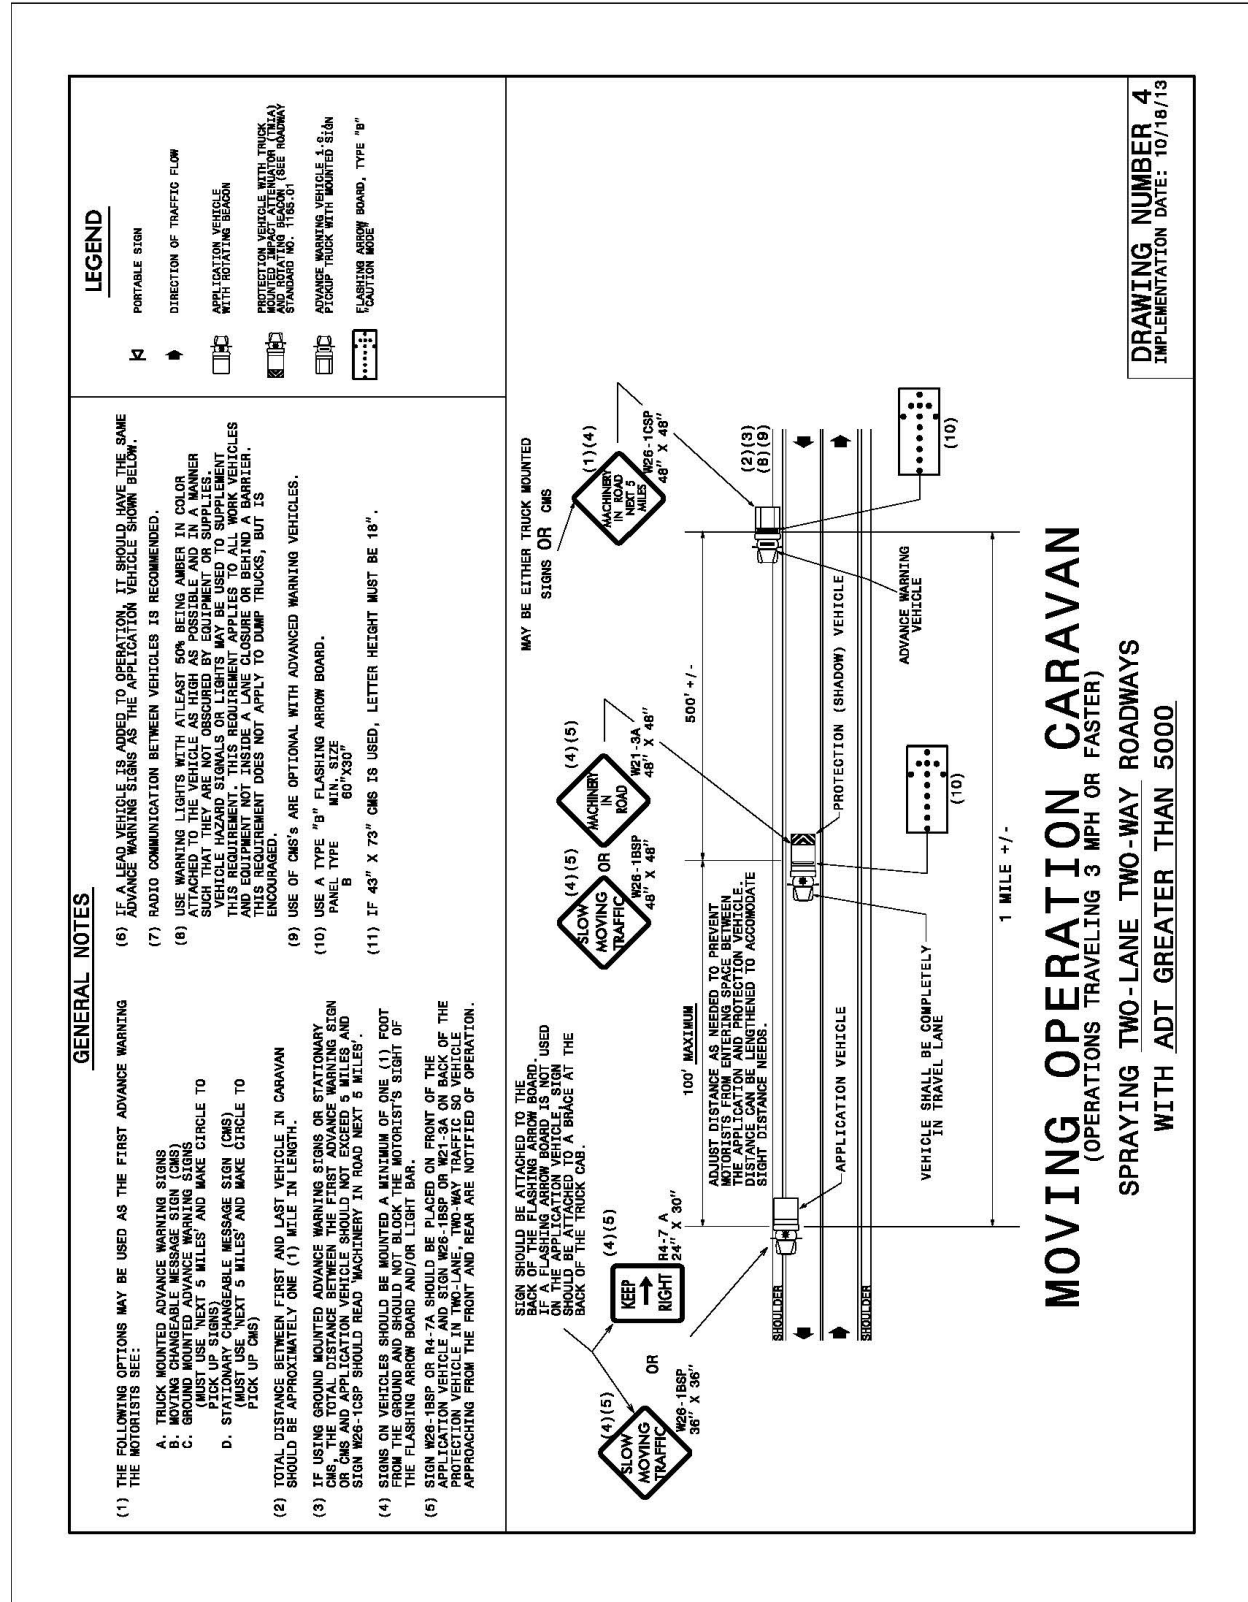 GENERAL NOTES
(1) THE FOLLOWING OPTIONS MAY BE USED AS THE FIRST ADVANCE WARNING
THE MOTORISTS SEE:
A. TRUCK MOUNTED ADVANCE WARNING SIGNS
B. MOVING CHANGEABLE MESSAGE SIGN (CMS)
C. GROUND MOUNTED ADVANCE WARNING SIGNS
(MUST USE 'NEXT 5 MILES' AND MAKE CIRCLE TO
PICK UP SIGNS)
D. STATIONARY CHANGEABLE MESSAGE SIGN (CMS)
(MUST USE 'NEXT 5 MILES' AND MAKE CIRCLE TO
PICK UP CMS)
(2) TOTAL DISTANCE BETWEEN FIRST AND LAST VEHICLE IN CARAVAN
SHOULD BE APPROXIMATELY ONE (1) MILE IN LENGTH.
(3) IF USING GROUND MOUNTED ADVANCE WARNING SIGNS OR STATIONARY
CMS, THE TOTAL DISTANCE BETWEEN THE FIRST ADVANCE WARNING SIGN
OR CMS AND APPLICATION VEHICLE SHOULD NOT EXCEED 5 MILES AND
SIGN W26-1CSP SHOULD READ 'MACHINERY IN ROAD NEXT 5 MILES'.
(4) SIGNS ON VEHICLES SHOULD BE MOUNTED A MINIMUM OF ONE (1) FOOT
FROM THE GROUND AND SHOULD NOT BLOCK THE MOTORIST'S SIGHT OF
THE FLASHING ARROW BOARD AND/OR LIGHT BAR.
(5) SIGN W26-1BSP OR R4-7A SHOULD BE PLACED ON FRONT OF THE
APPLICATION VEHICLE AND SIGN W26-1BSP OR W21-3A ON BACK OF THE
PROTECTION VEHICLE IN TWO-LANE, TWO-WAY TRAFFIC SO VEHICLE
APPROACHING FROM THE FRONT AND REAR ARE NOTIFIED OF OPERATION.
(6) IF A LEAD VEHICLE IS ADDED TO OPERATION, IT SHOULD HAVE THE SAME
ADVANCE WARNING SIGNS AS THE APPLICATION VEHICLE SHOWN BELOW.
(7) RADIO COMMUNICATION BETWEEN VEHICLES IS RECOMMENDED.
(8) USE WARNING LIGHTS WITH ATLEAST 50% BEING AMBER IN COLOR
ATTACHED TO THE VEHICLE AS HIGH AS POSSIBLE AND IN A MANNER
SUCH THAT THEY ARE NOT OBSCURED BY EQUIPMENT OR SUPPLIES.
VEHICLE HAZARD SIGNALS OR LIGHTS MAY BE USED TO SUPPLEMENT
THIS REQUIREMENT. THIS REQUIREMENT APPLIES TO ALL WORK VEHICLES
AND EQUIPMENT NOT INSIDE A LANE CLOSURE OR BEHIND A BARRIER.
THIS REQUIREMENT DOES NOT APPLY TO DUMP TRUCKS, BUT IS
ENCOURAGED.
(9) USE OF CMS's ARE OPTIONAL WITH ADVANCED WARNING VEHICLES.
(10) USE A TYPE "B" FLASHING ARROW BOARD.
PANEL TYPE MIN. SIZE
B 60"X30"
(11) IF 43" X 73" CMS IS USED, LETTER HEIGHT MUST BE 18".
LEGEND
PORTABLE SIGN
DIRECTION OF TRAFFIC FLOW
APPLICATION VEHICLE
WITH ROTATING BEACON
PROTECTION VEHICLE WITH TRUCK
MOUNTED IMPACT ATTENUATOR (TMIA)
AND ROTATING BEACON (SEE ROADWAY
STANDARD NO. 1165.01
ADVANCE WARNING VEHICLE i.e.,
PICKUP TRUCK WITH MOUNTED SIGN
FLASHING ARROW BOARD, TYPE "B"
"CAUTION MODE"
SIGN SHOULD BE ATTACHED TO THE
BACK OF THE FLASHING ARROW BOARD.
IF A FLASHING ARROW BOARD IS NOT USED
ON THE APPLICATION VEHICLE, SIGN
SHOULD BE ATTACHED TO A BRACE AT THE
BACK OF THE TRUCK CAB.
MAY BE EITHER TRUCK MOUNTED
SIGNS OR CMS
(4)(5)
SLOW
MOVING
TRAFFIC
W26-1BSP
36" X 36"
OR
(4)(5)
KEEP
RIGHT
R4-7 A
24" X 30"
(4)(5)
SLOW
MOVING
TRAFFIC
W26-1BSP
48" X 48"
OR
(4)(5)
MACHINERY
IN
ROAD
W21-3A
48" X 48"
(1)(4)
MACHINERY
IN ROAD
NEXT 5
MILES
W26-1CSP
48" X 48"
100' MAXIMUM
500' +/-
ADJUST DISTANCE AS NEEDED TO PREVENT
MOTORISTS FROM ENTERING SPACE BETWEEN
THE APPLICATION AND PROTECTION VEHICLE.
DISTANCE CAN BE LENGTHENED TO ACCOMODATE
SIGHT DISTANCE NEEDS.
(2)(3)
(8)(9)
SHOULDER
SHOULDER
APPLICATION VEHICLE
PROTECTION (SHADOW) VEHICLE
ADVANCE WARNING
VEHICLE
VEHICLE SHALL BE COMPLETELY
IN TRAVEL LANE
(10)
(10)
1 MILE +/-
MOVING OPERATION CARAVAN
(OPERATIONS TRAVELING 3 MPH OR FASTER)
SPRAYING TWO-LANE TWO-WAY ROADWAYS
WITH ADT GREATER THAN 5000
DRAWING NUMBER 4
IMPLEMENTATION DATE: 10/18/13